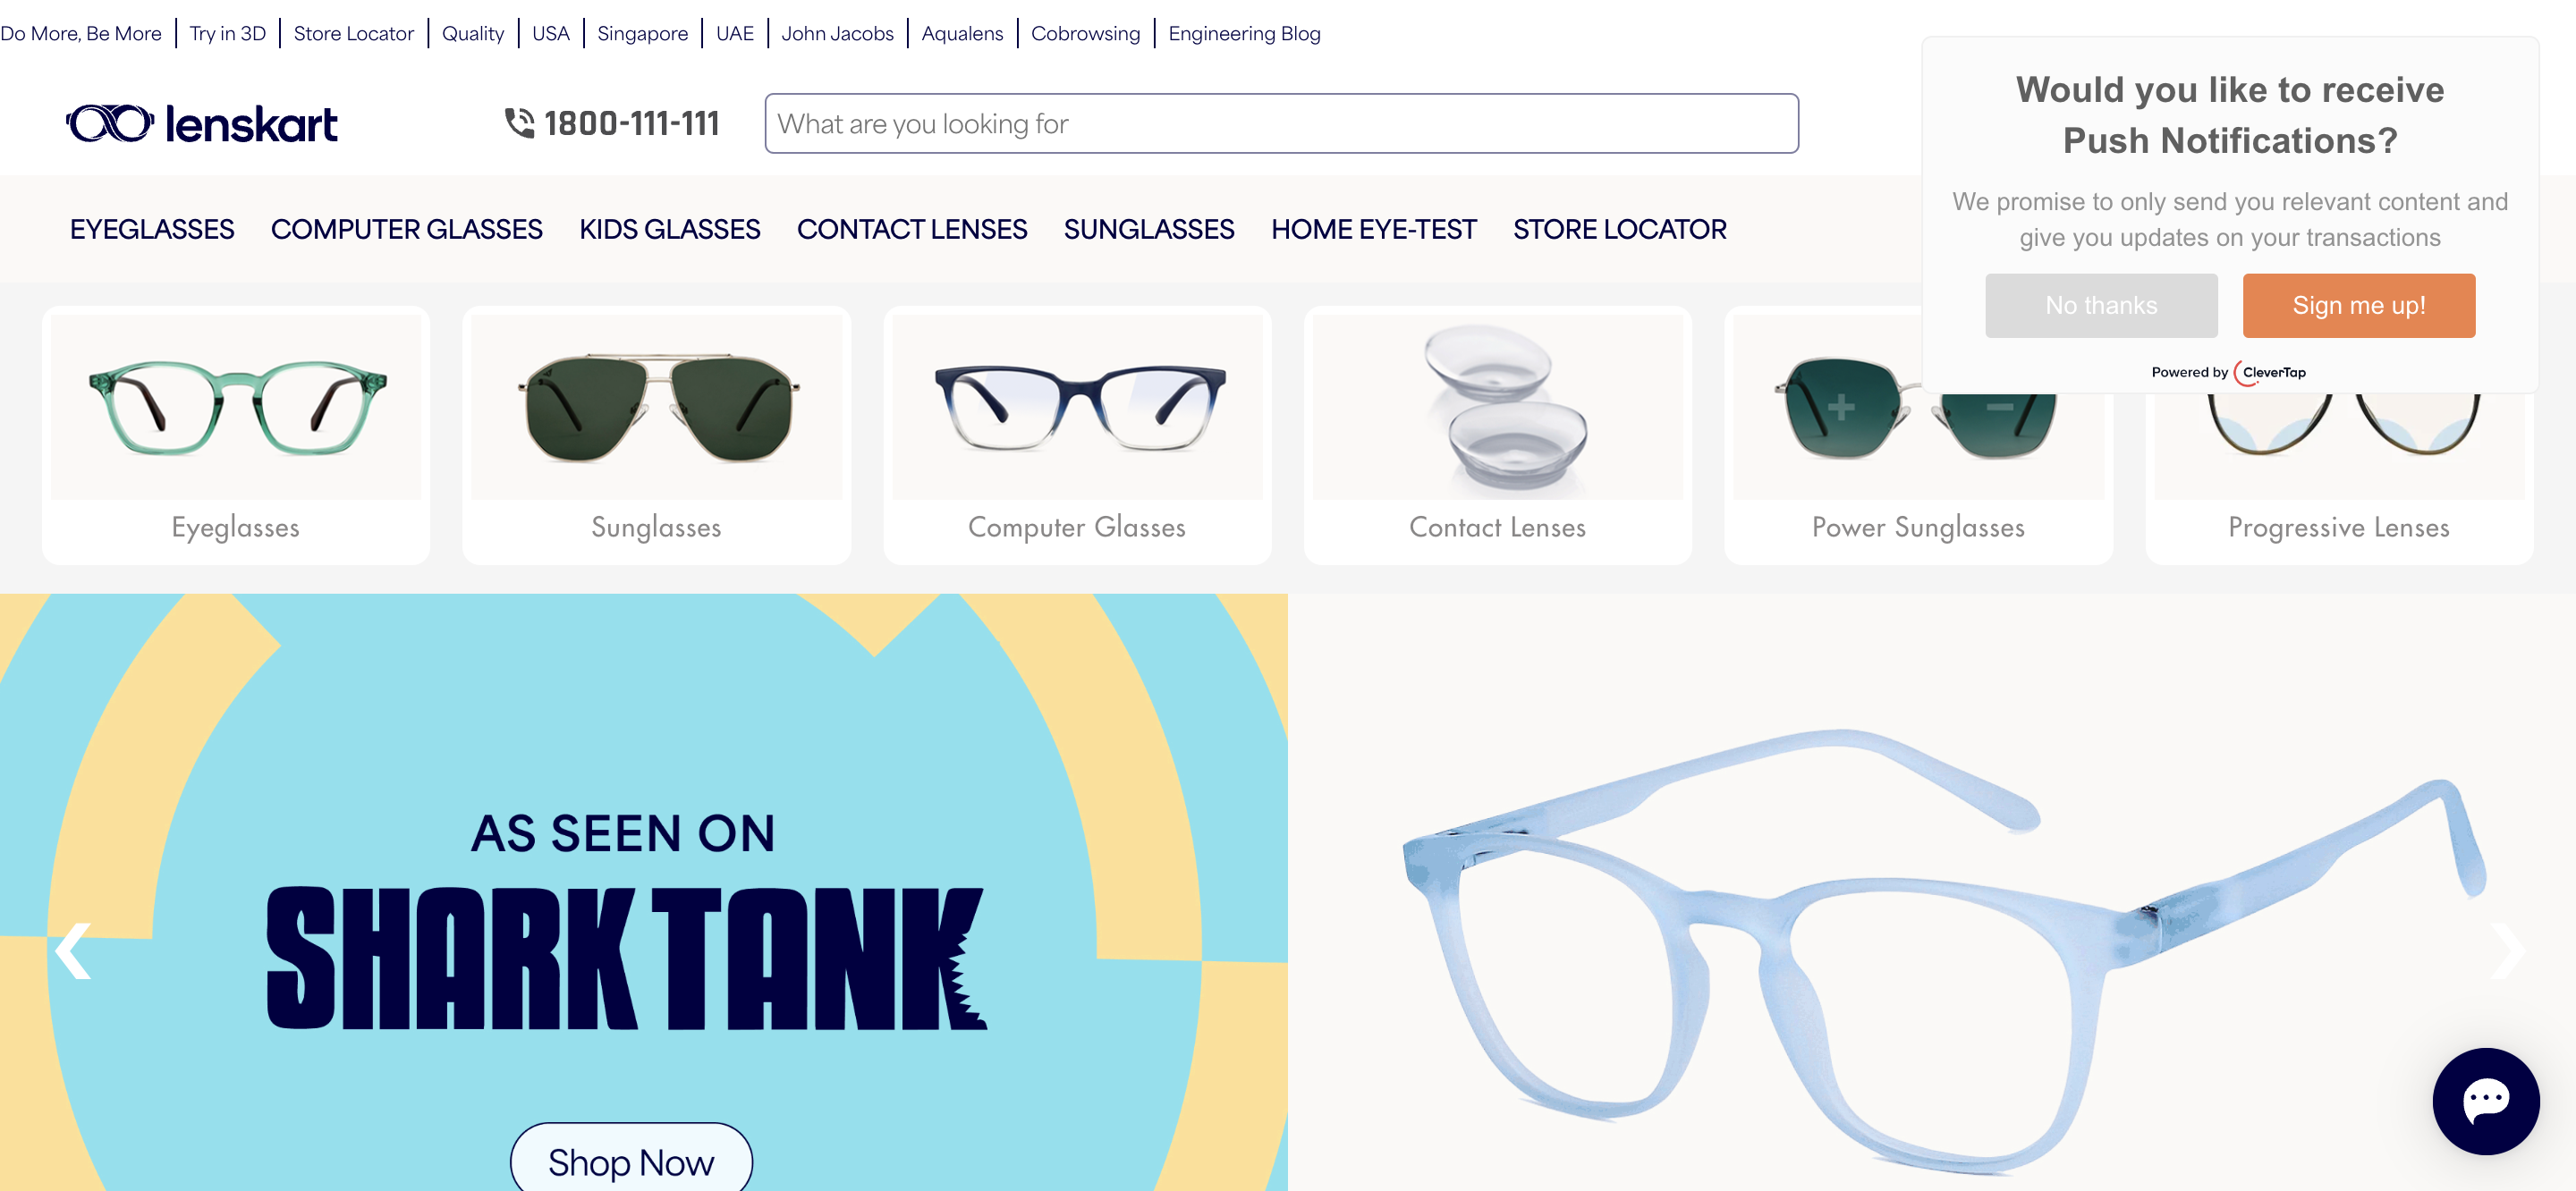 Do More, Be More
Try in 3D
Store Locator
Quality
USA
Singapore
UAE
John Jacobs
Aqualens
Cobrowsing
Engineering Blog
lenskart
1800-111-111
What are you looking for
EYEGLASSES
COMPUTER GLASSES
KIDS GLASSES
CONTACT LENSES
SUNGLASSES
HOME EYE-TEST
STORE LOCATOR
Would you like to receive
Push Notifications?
We promise to only send you relevant content and
give you updates on your transactions
No thanks
Sign me up!
Powered by CleverTap
Eyeglasses
Sunglasses
Computer Glasses
Contact Lenses
Power Sunglasses
Progressive Lenses
AS SEEN ON
SHARK TANK
Shop Now